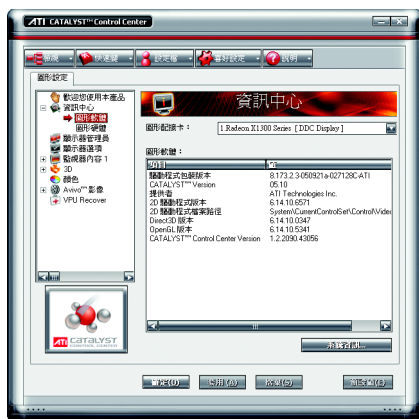 ATI CATALYST™ Control Center
檢視
快速鍵
設定檔
喜好設定
說明
圖形設定
歡迎您使用本產品
資訊中心
圖形軟體
圖形硬體
顯示器管理員
顯示器選項
監視器內容 1
3D
顏色
Avivo™ 影像
VPU Recover
資訊中心
圖形配接卡：
1.Radeon X1300 Series [ DDC Display ]
圖形軟體：
項目 值
驅動程式包裝版本 8.173.2.3-050921a-027128C-ATI
CATALYST™ Version 05.10
提供者 ATI Technologies Inc.
2D 驅動程式版本 6.14.10.6571
2D 驅動程式檔案路徑 System\CurrentControlSet\Control\Video
Direct3D 版本 6.14.10.0347
OpenGL 版本 6.14.10.5341
CATALYST™ Control Center Version 1.2.2090.43056
ATI CATALYST
CONTROL CENTER
系統資訊...
確定(O)
套用(A)